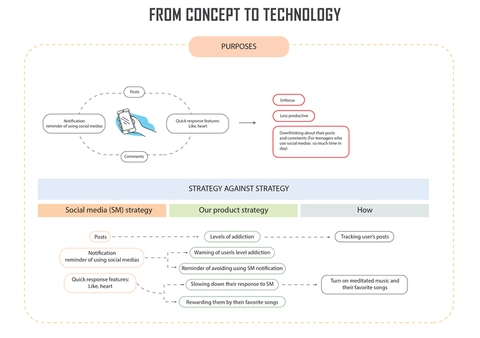 FROM CONCEPT TO TECHNOLOGY
PURPOSES
Posts
Notification
reminder of using social medias
Quick response features:
Like, heart
Comments
Unfocus
Less productive
Overthinking about their posts
and comments (For teenagers who
use social medias so much time in
day)
STRATEGY AGAINST STRATEGY
Social media (SM) strategy
Our product strategy
How
Posts
Levels of addiction
Tracking user's posts
Notification
reminder of using social medias
Warning of users level addiction
Reminder of avoiding using SM notification
Quick response features:
Like, heart
Slowing down their response to SM
Turn on meditated music and
their favorite songs
Rewarding them by their favorite songs